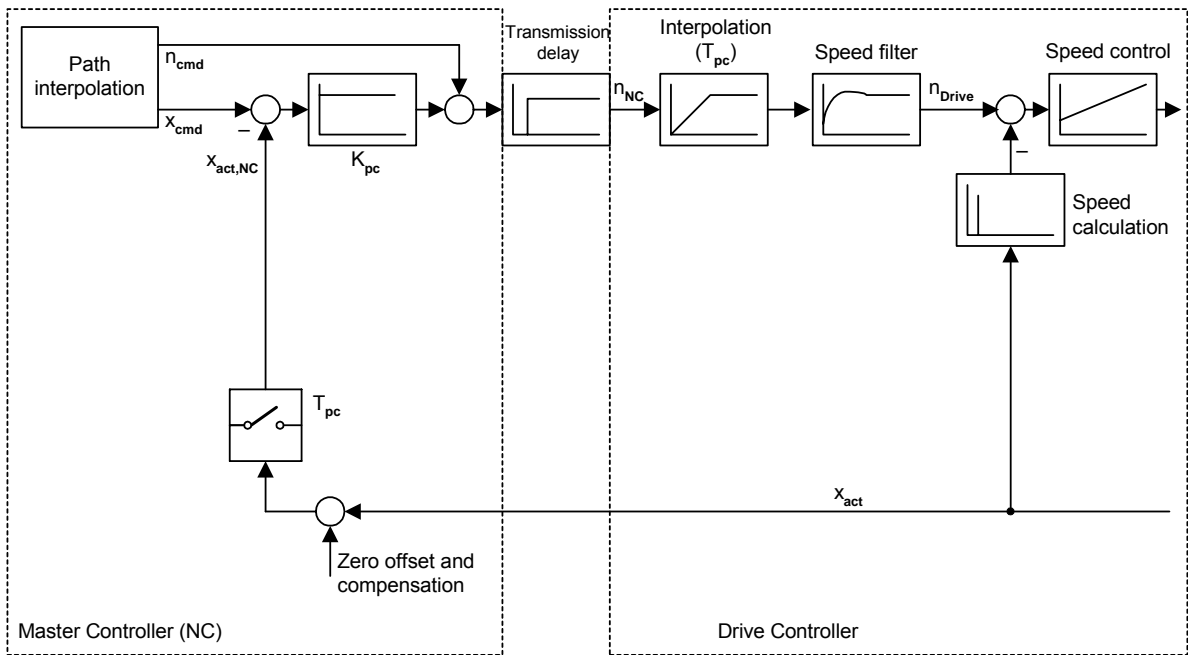 Path
interpolation
n_cmd
x_cmd
–
x_act,NC
K_pc
Transmission
delay
n_NC
Interpolation
(T_pc)
Speed filter
n_Drive
–
Speed control
Speed
calculation
T_pc
x_act
Zero offset and
compensation
Master Controller (NC)
Drive Controller